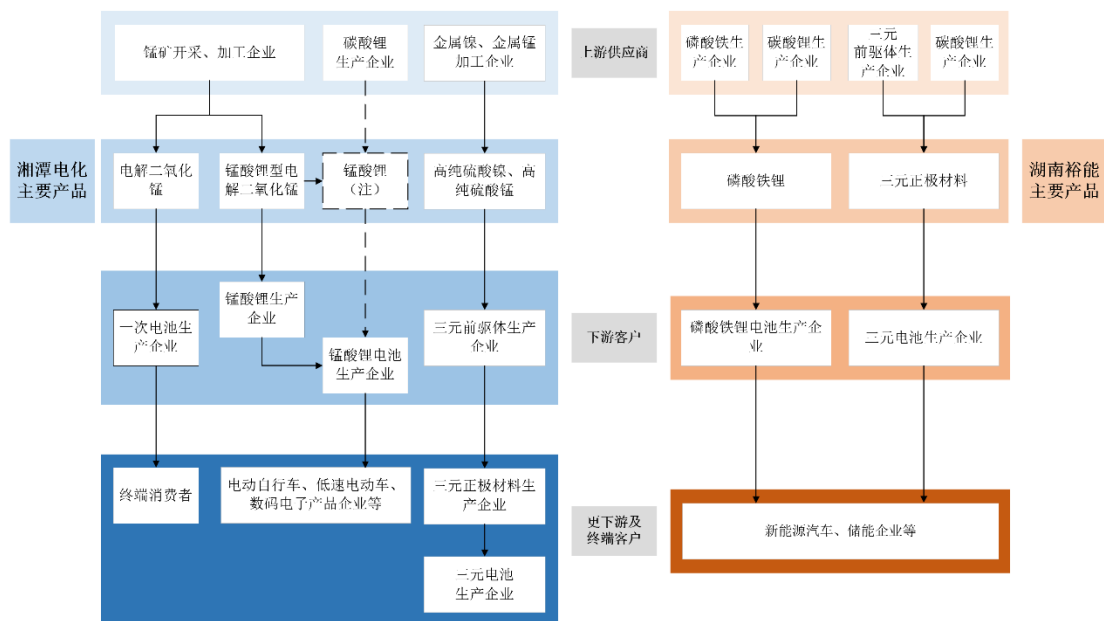 锰矿开采、加工企业
碳酸锂
生产企业
金属镍、金属锰
加工企业
上游供应商
磷酸铁生
产企业
碳酸锂生
产企业
三元
前驱体生
产企业
碳酸锂生
产企业
湘潭电化
主要产品
电解二氧化
锰
锰酸锂型电
解二氧化锰
锰酸锂
（注）
高纯硫酸镍、高
纯硫酸锰
磷酸铁锂
三元正极材料
湖南裕能
主要产品
一次电池生
产企业
锰酸锂生产
企业
锰酸锂电池
生产企业
三元前驱体生产
企业
下游客户
磷酸铁锂电池生产企
业
三元电池生产企业
终端消费者
电动自行车、低速电动车、
数码电子产品企业等
三元正极材料生
产企业
三元电池
生产企业
更下游及
终端客户
新能源汽车、储能企业等